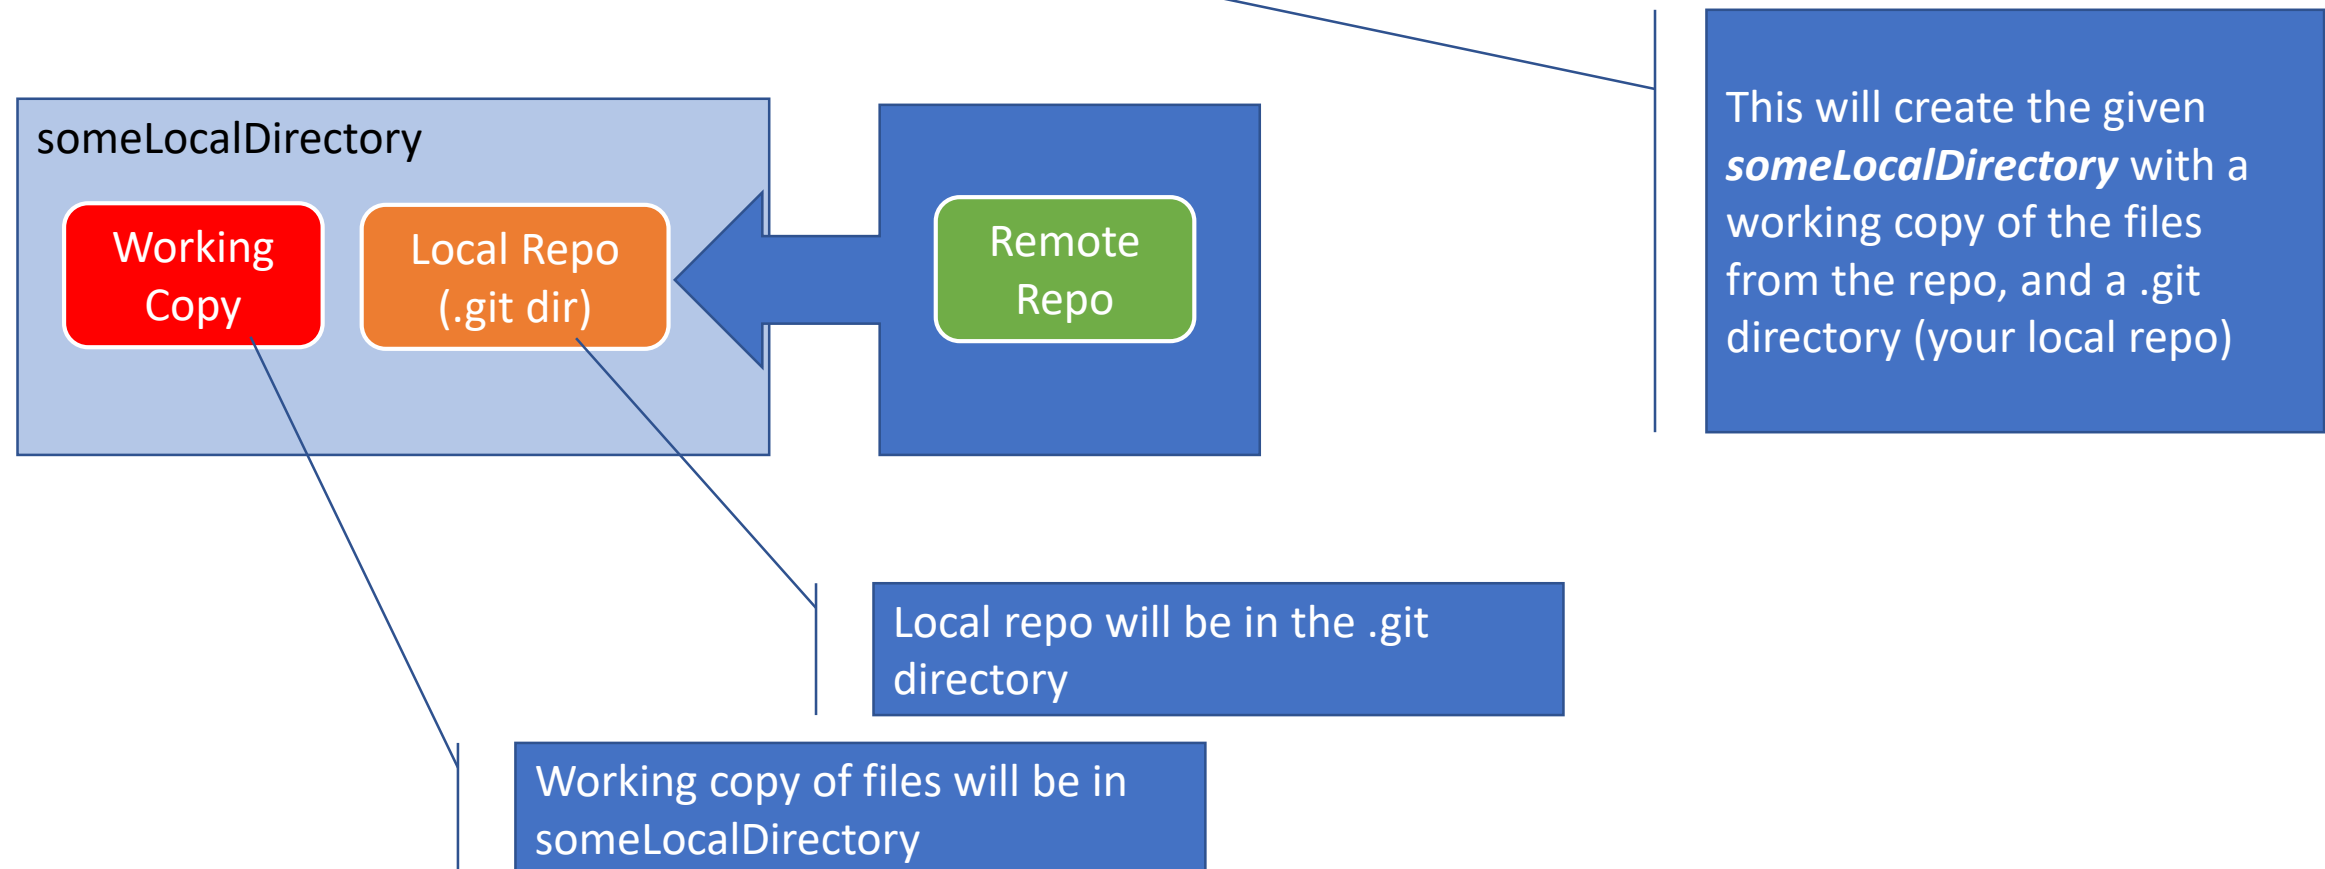 someLocalDirectory
Working
Copy
Local Repo
(.git dir)
Remote
Repo
This will create the given
someLocalDirectory with a
working copy of the files
from the repo, and a .git
directory (your local repo)
Local repo will be in the .git
directory
Working copy of files will be in
someLocalDirectory